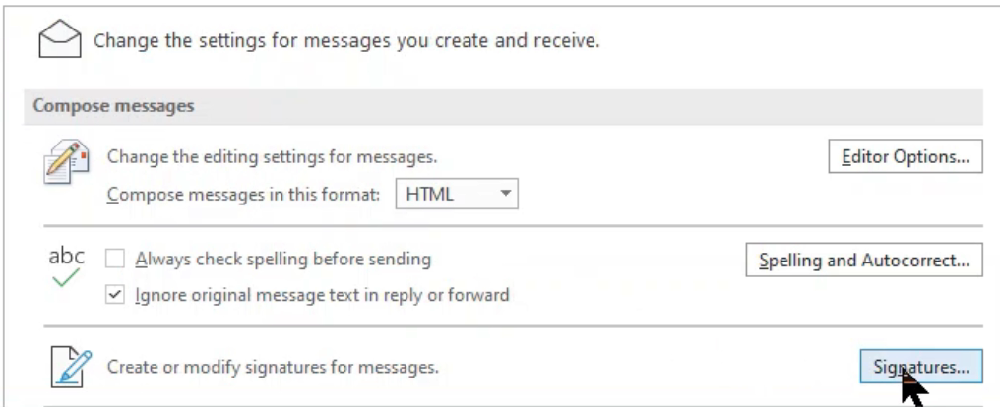 Change the settings for messages you create and receive.
Compose messages
Change the editing settings for messages.
Editor Options...
Compose messages in this format: HTML
abc
Always check spelling before sending
Spelling and Autocorrect...
Ignore original message text in reply or forward
Create or modify signatures for messages.
Signatures...